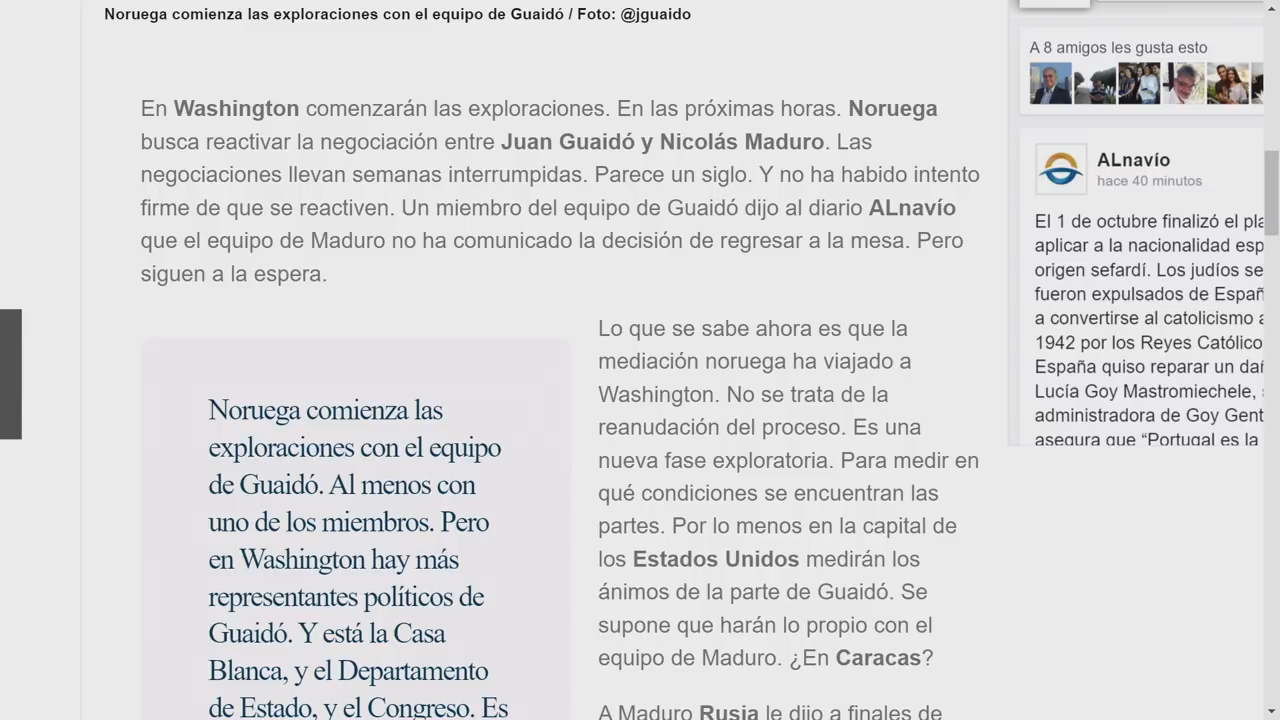 Noruega comienza las exploraciones con el equipo de Guaidó / Foto: @jguaido
En Washington comenzarán las exploraciones. En las próximas horas. Noruega
busca reactivar la negociación entre Juan Guaidó y Nicolás Maduro. Las
negociaciones llevan semanas interrumpidas. Parece un siglo. Y no ha habido intento
firme de que se reactiven. Un miembro del equipo de Guaidó dijo al diario ALnavío
que el equipo de Maduro no ha comunicado la decisión de regresar a la mesa. Pero
siguen a la espera.
Noruega comienza las
exploraciones con el equipo
de Guaidó. Al menos con
uno de los miembros. Pero
en Washington hay más
representantes políticos de
Guaidó. Y está la Casa
Blanca, y el Departamento
de Estado, y el Congreso. Es
Lo que se sabe ahora es que la
mediación noruega ha viajado a
Washington. No se trata de la
reanudación del proceso. Es una
nueva fase exploratoria. Para medir en
qué condiciones se encuentran las
partes. Por lo menos en la capital de
los Estados Unidos medirán los
ánimos de la parte de Guaidó. Se
supone que harán lo propio con el
equipo de Maduro. ¿En Caracas?
A Maduro Rusia le dijo a finales de
A 8 amigos les gusta esto
ALnavío
hace 40 minutos
El 1 de octubre finalizó el pla
aplicar a la nacionalidad esp
origen sefardí. Los judíos se
fueron expulsados de Españ
a convertirse al catolicismo a
1942 por los Reyes Católico
España quiso reparar un dañ
Lucía Goy Mastromiechele,
administradora de Goy Gent
asegura que “Portugal es la